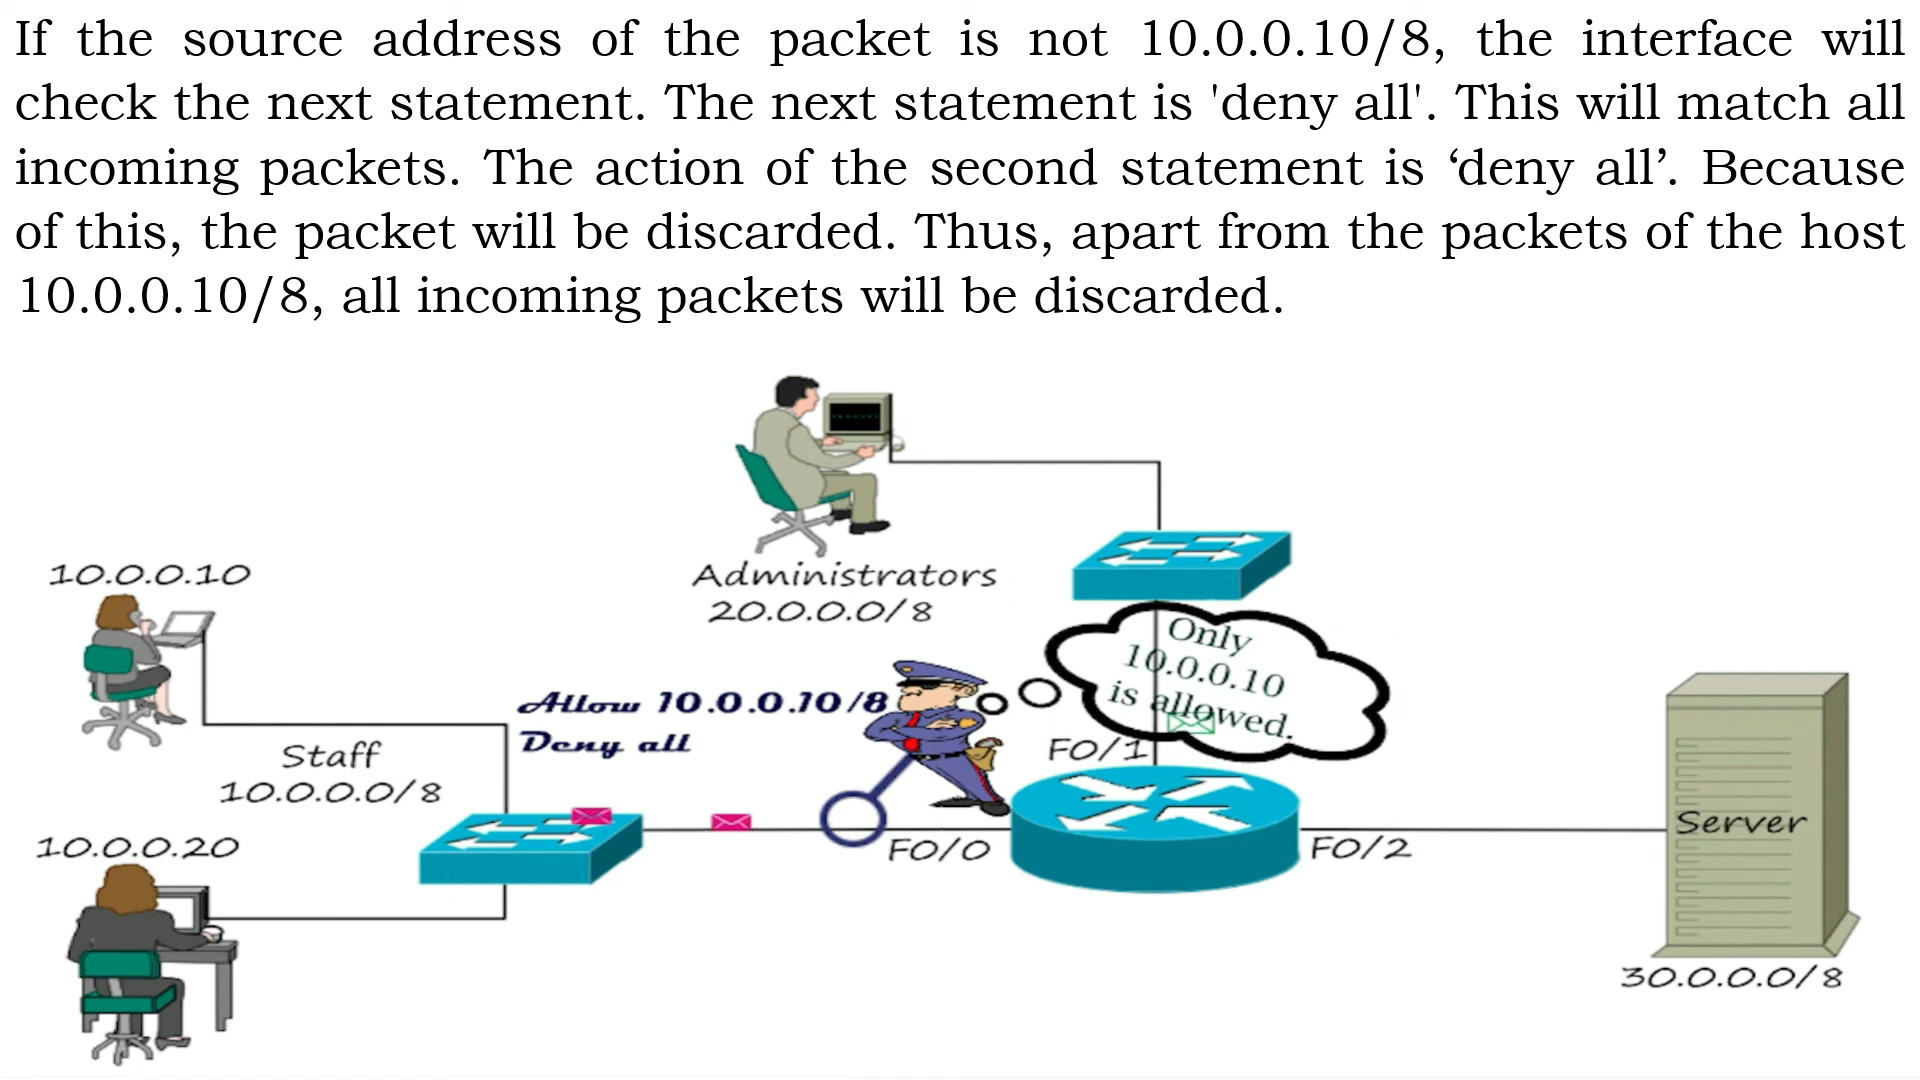 If the source address of the packet is not 10.0.0.10/8, the interface will
check the next statement. The next statement is 'deny all'. This will match all
incoming packets. The action of the second statement is ‘deny all’. Because
of this, the packet will be discarded. Thus, apart from the packets of the host
10.0.0.10/8, all incoming packets will be discarded.
Administrators
20.0.0.0/8
10.0.0.10
Only
10.0.0.10
is allowed.
Allow 10.0.0.10/8
Deny all
Staff
10.0.0.0/8
F0/1
10.0.0.20
F0/0
F0/2
Server
30.0.0.0/8